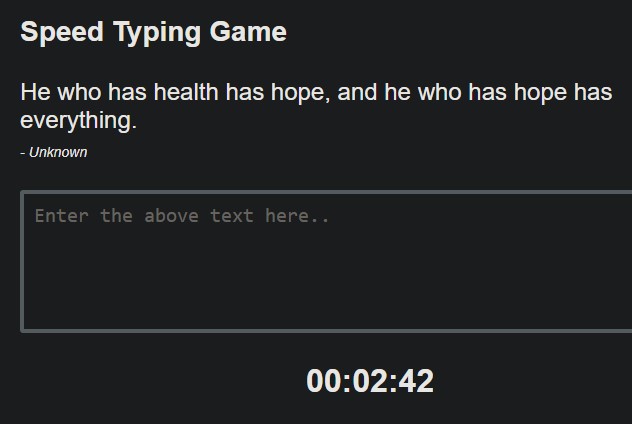 Speed Typing Game
He who has health has hope, and he who has hope has
everything.
- Unknown
Enter the above text here..
00:02:42